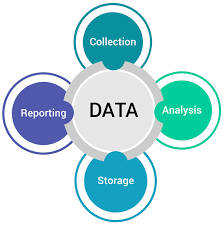 Collection
Reporting
DATA
Analysis
Storage